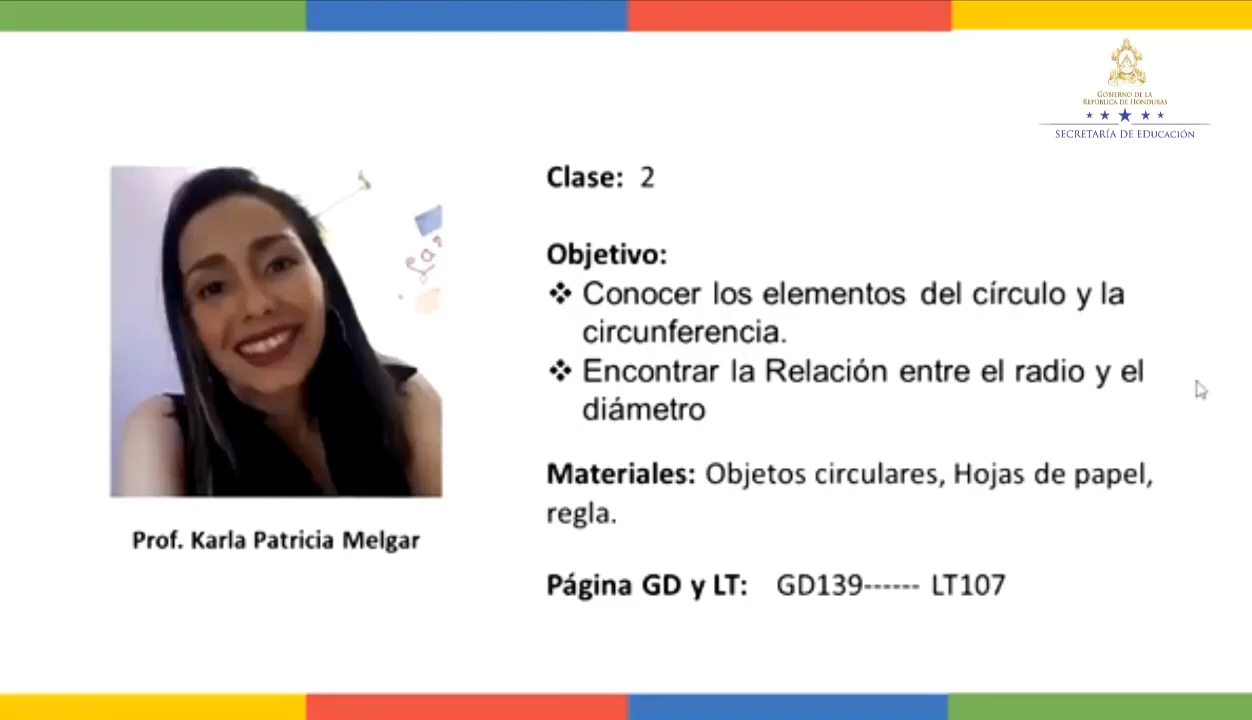 GOBIERNO DE LA
REPÚBLICA DE HONDURAS
SECRETARÍA DE EDUCACIÓN
Clase: 2
Objetivo:
❖ Conocer los elementos del círculo y la
circunferencia.
❖ Encontrar la Relación entre el radio y el
diámetro
Materiales: Objetos circulares, Hojas de papel,
regla.
Prof. Karla Patricia Melgar
Página GD y LT: GD139------ LT107